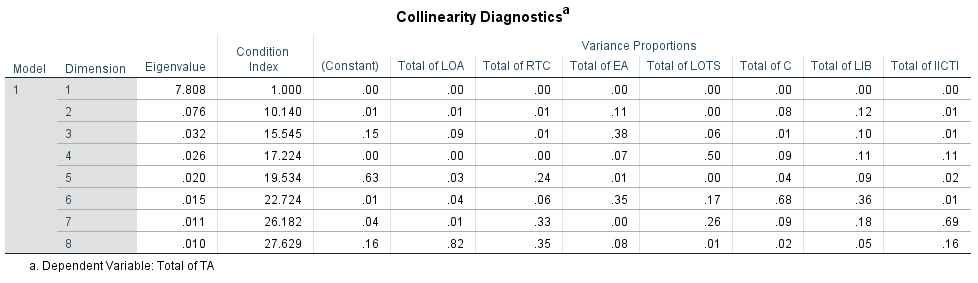 Collinearity Diagnosticsa
Variance Proportions
Model Dimension Eigenvalue Condition Index (Constant) Total of LOA Total of RTC Total of EA Total of LOTS Total of C Total of LIB Total of IICTI
1 1 7.808 1.000 .00 .00 .00 .00 .00 .00 .00 .00
2 .076 10.140 .01 .01 .01 .11 .00 .08 .12 .01
3 .032 15.545 .15 .09 .01 .38 .06 .01 .10 .01
4 .026 17.224 .00 .00 .00 .07 .50 .09 .11 .11
5 .020 19.534 .63 .03 .24 .01 .00 .04 .09 .02
6 .015 22.724 .01 .04 .06 .35 .17 .68 .36 .01
7 .011 26.182 .04 .01 .33 .00 .26 .09 .18 .69
8 .010 27.629 .16 .82 .35 .08 .01 .02 .05 .16
a. Dependent Variable: Total of TA